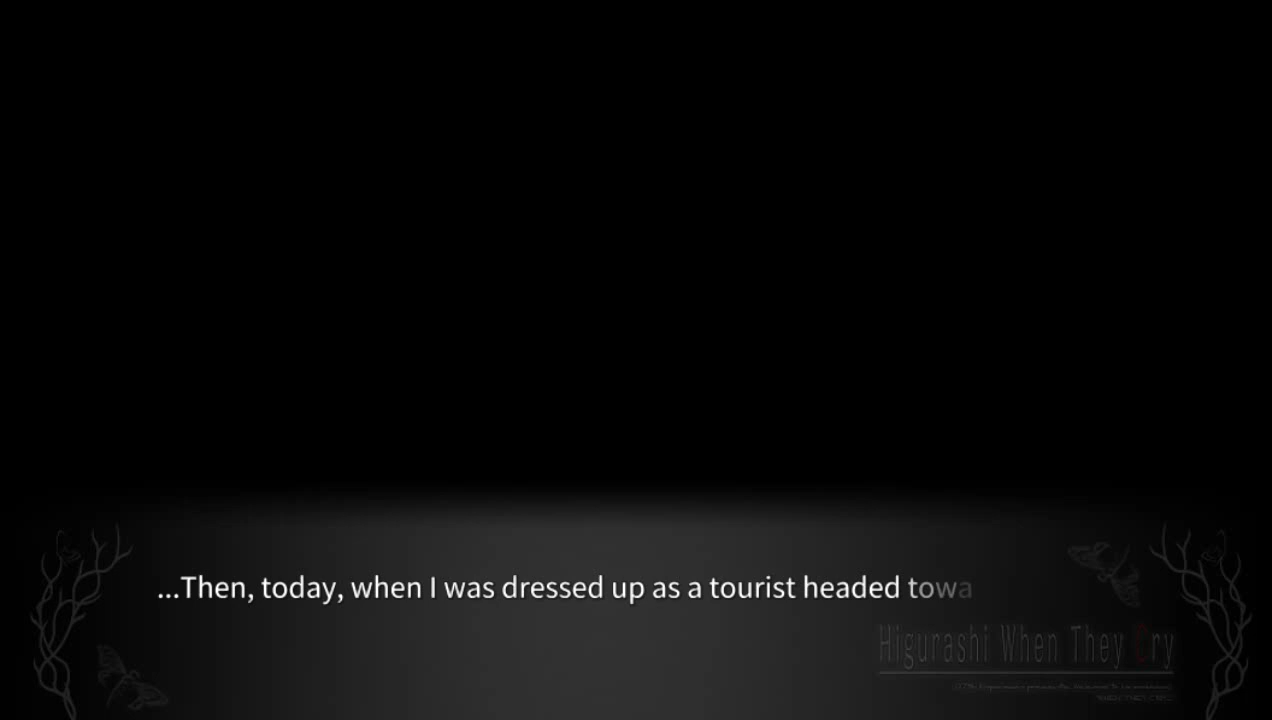 ...Then, today, when I was dressed up as a tourist headed towa
Higurashi When They Cry